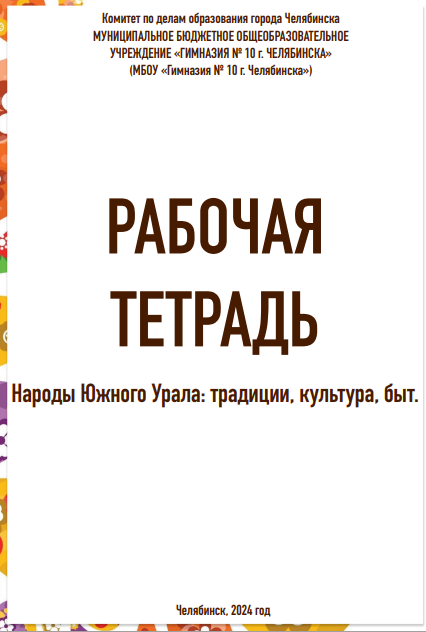 Комитет по делам образования города Челябинска
МУНИЦИПАЛЬНОЕ БЮДЖЕТНОЕ ОБЩЕОБРАЗОВАТЕЛЬНОЕ
УЧРЕЖДЕНИЕ «ГИМНАЗИЯ № 10 г. ЧЕЛЯБИНСКА»
(МБОУ «Гимназия № 10 г. Челябинска»)
РАБОЧАЯ
ТЕТРАДЬ
Народы Южного Урала: традиции, культура, быт.
Челябинск, 2024 год